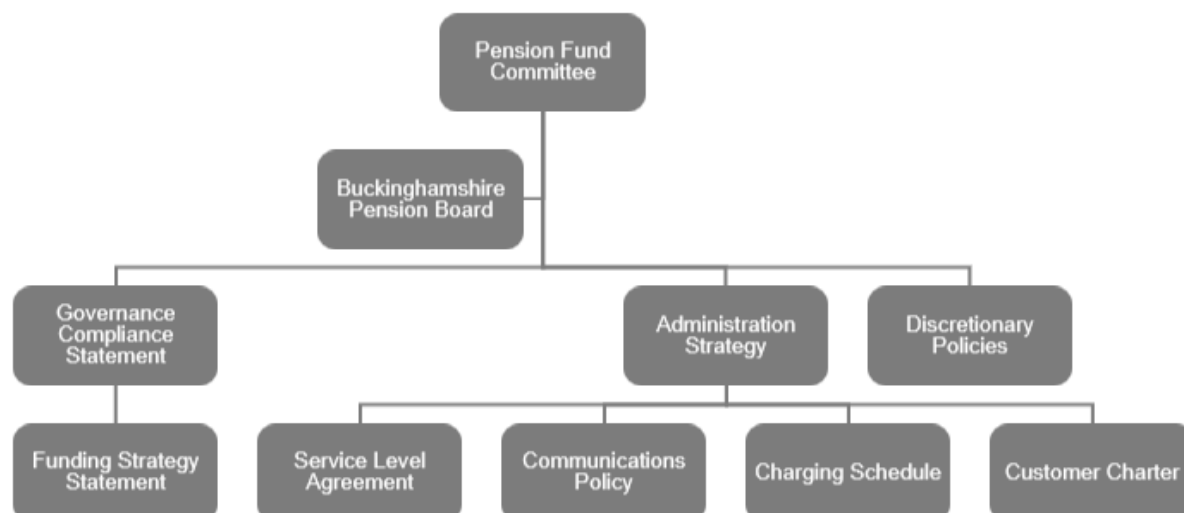 Pension Fund
Committee
Buckinghamshire
Pension Board
Governance
Compliance
Statement
Administration
Strategy
Discretionary
Policies
Funding Strategy
Statement
Service Level
Agreement
Communications
Policy
Charging Schedule
Customer Charter